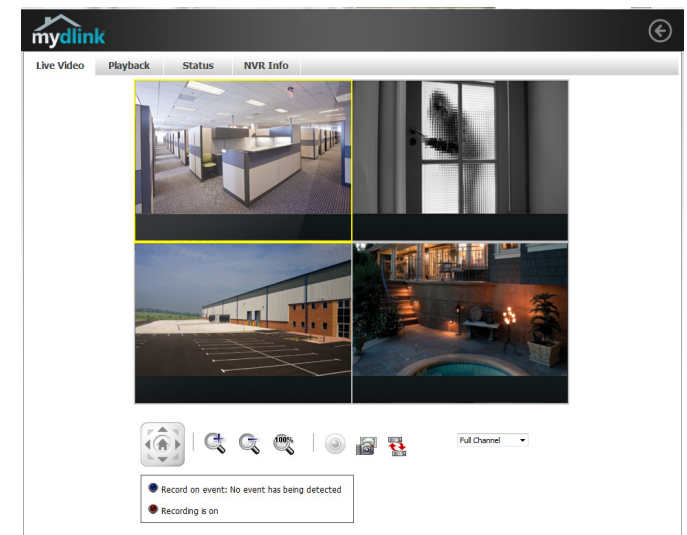 mydlink
Live Video Playback Status NVR Info
100%
Full Channel
Record on event: No event has being detected
Recording is on